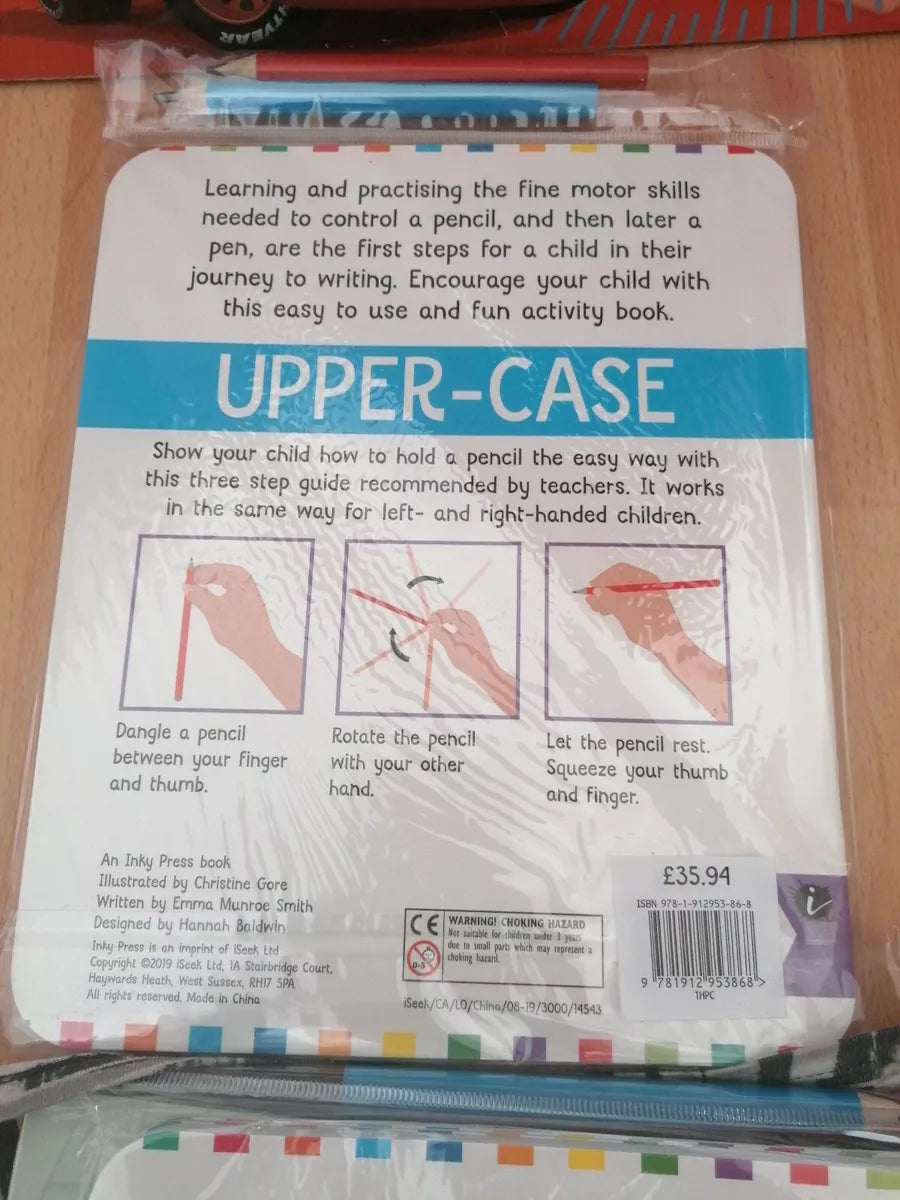 Learning and practising the fine motor skills
needed to control a pencil, and then later a
pen, are the first steps for a child in their
journey to writing. Encourage your child with
this easy to use and fun activity book.
UPPER-CASE
Show your child how to hold a pencil the easy way with
this three step guide recommended by teachers. It works
in the same way for left- and right-handed children.
Dangle a pencil
between your finger
and thumb.
Rotate the pencil
with your other
hand.
Let the pencil rest.
Squeeze your thumb
and finger.
An Inky Press book
Illustrated by Christine Gore
Written by Emma Munroe Smith
Designed by Hannah Baldwin
Inky Press is an imprint of iSeek Ltd
Copyright ©2019 iSeek Ltd, 1A Stairbridge Court,
Haywards Heath, West Sussex, RH17 5PA
All rights reserved. Made in China
CE
0-3
WARNING! CHOKING HAZARD
Not suitable for children under 3 years
due to small parts which may represent a
choking hazard.
iSeek/CA/LO/China/08-19/3000/14543
£35.94
ISBN 978-1-912953-86-8
9 781912 953868 >
THPC
i